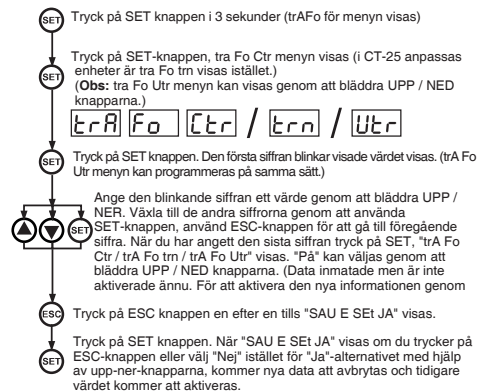 SET Tryck på SET knappen i 3 sekunder (trAFo för menyn visas)
Tryck på SET-knappen, tra Fo Ctr menyn visas (i CT-25 anpassas
SET enheter är tra Fo trn visas istället.)
(Obs: tra Fo Utr menyn kan visas genom att bläddra UPP / NED
knapparna.)
trA Fo Ctr / trn / Utr
SET Tryck på SET knappen. Den första siffran blinkar visade värdet visas. (trA Fo
Utr menyn kan programmeras på samma sätt.)
Ange den blinkande siffran ett värde genom att bläddra UPP /
NER. Växla till de andra siffrorna genom att använda
SET SET-knappen, använd ESC-knappen för att gå till föregående
siffra. När du har angett den sista siffran tryck på SET, "trA Fo
Ctr / trA Fo trn / trA Fo Utr" visas. "På" kan väljas genom att
bläddra UPP / NED knapparna. (Data inmatade men är inte
aktiverade ännu. För att aktivera den nya informationen genom
ESC Tryck på ESC knappen en efter en tills "SAU E SEt JA" visas.
Tryck på SET knappen. När "SAU E SEt JA" visas om du trycker på
SET ESC-knappen eller välj "Nej" istället för "Ja"-alternativet med hjälp
av upp-ner-knapparna, kommer nya data att avbrytas och tidigare
värdet kommer att aktiveras.